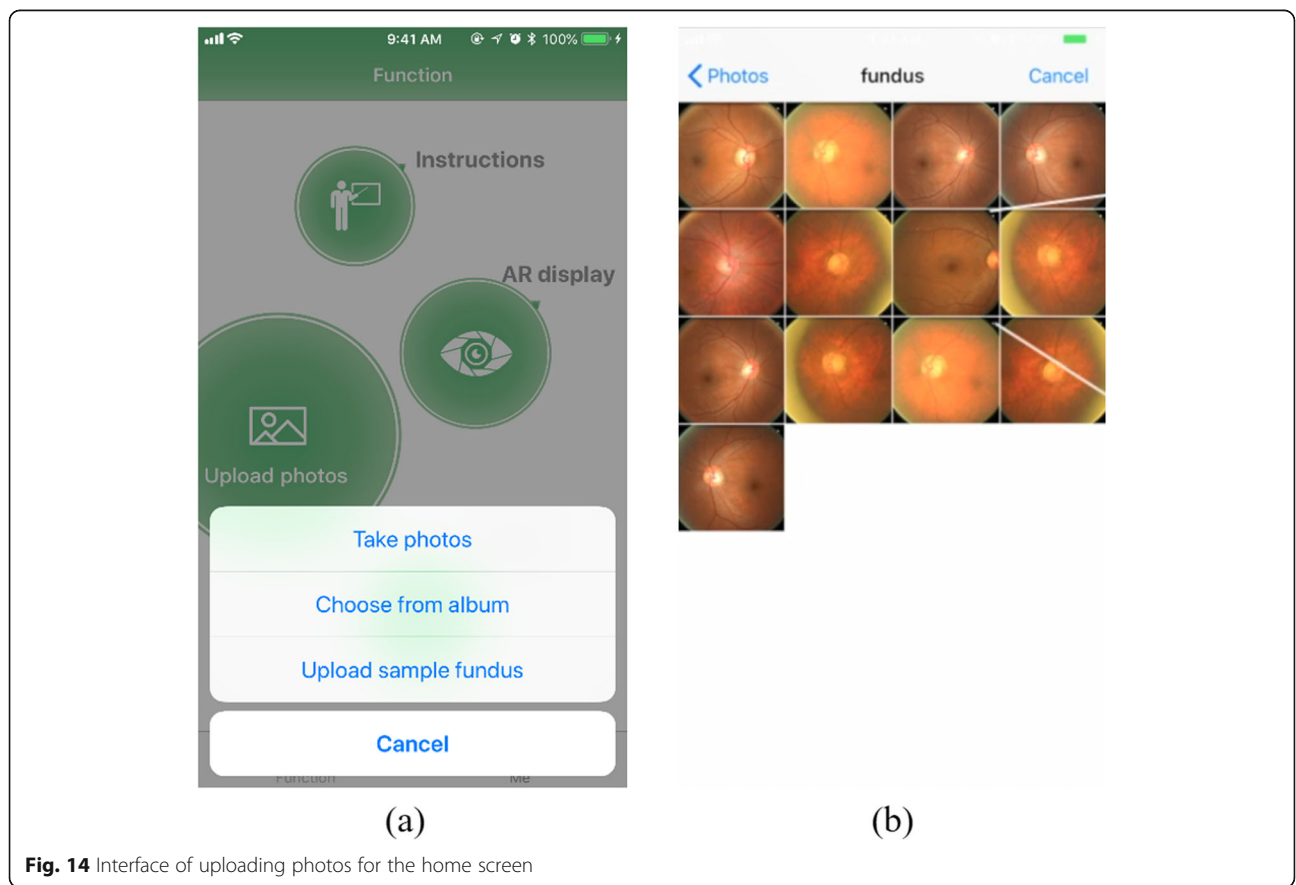 9:41 AM 100%
Function
Instructions
AR display
Upload photos
Take photos
Choose from album
Upload sample fundus
Cancel
Function Me
Photos fundus Cancel
(a) (b)
Fig. 14 Interface of uploading photos for the home screen